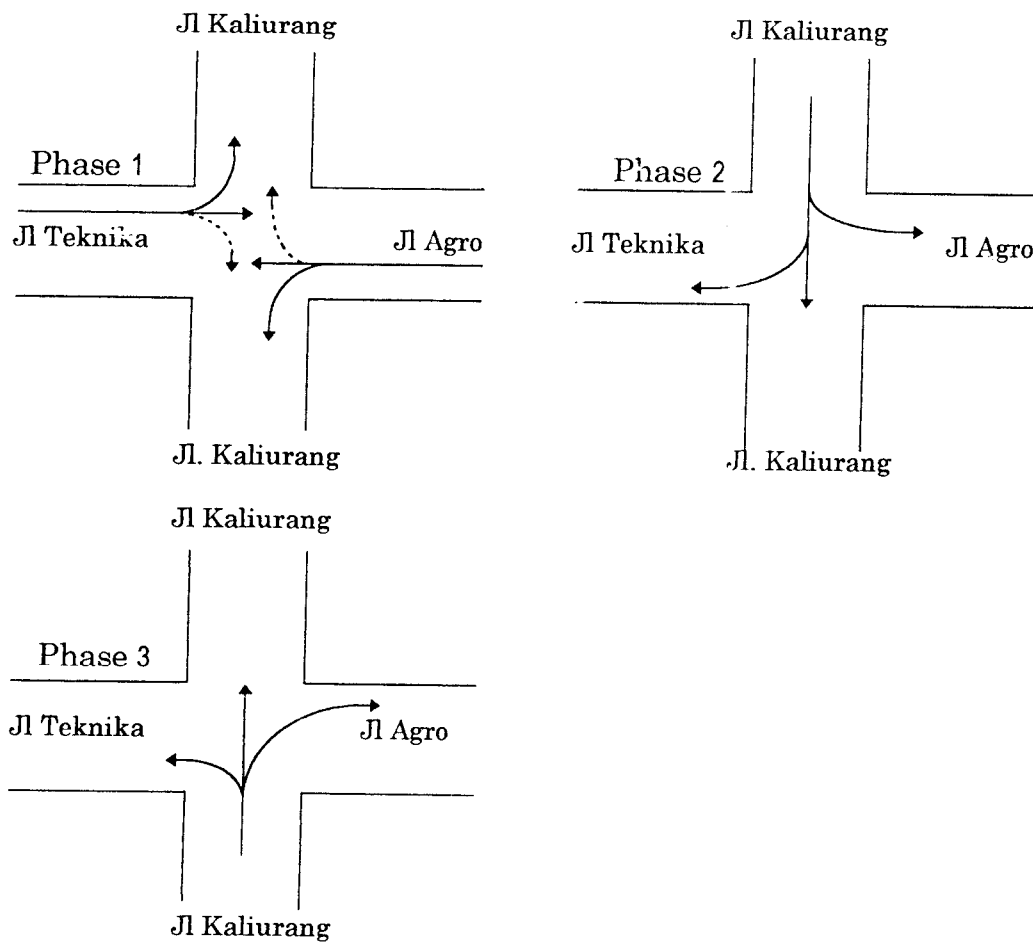 Jl Kaliurang
Phase 1
Jl Teknika
Jl Agro
Jl. Kaliurang
Jl Kaliurang
Phase 2
Jl Teknika
Jl Agro
Jl. Kaliurang
Jl Kaliurang
Phase 3
Jl Teknika
Jl Agro
Jl Kaliurang